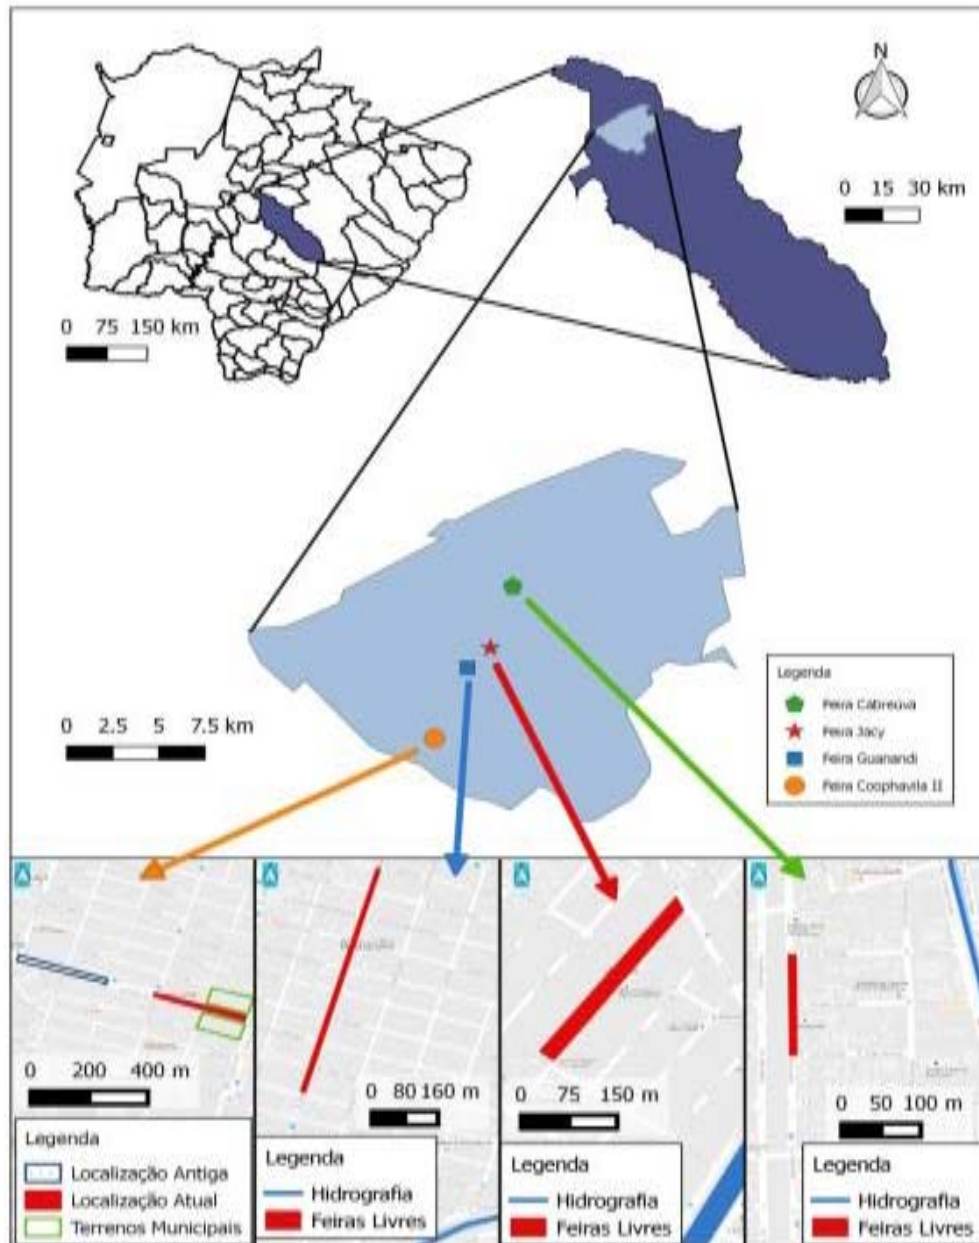 N
0 15 30 km
0 75 150 km
0 2.5 5 7.5 km
Legenda
Feira Cabreúva
Feira Jacy
Feira Guanandi
Feira Coophavila II
0 200 400 m
Legenda
Localização Antiga
Localização Atual
Terrenos Municipais
0 80 160 m
Legenda
Hidrografia
Feiras Livres
0 75 150 m
Legenda
Hidrografia
Feiras Livres
0 50 100 m
Legenda
Hidrografia
Feiras Livres